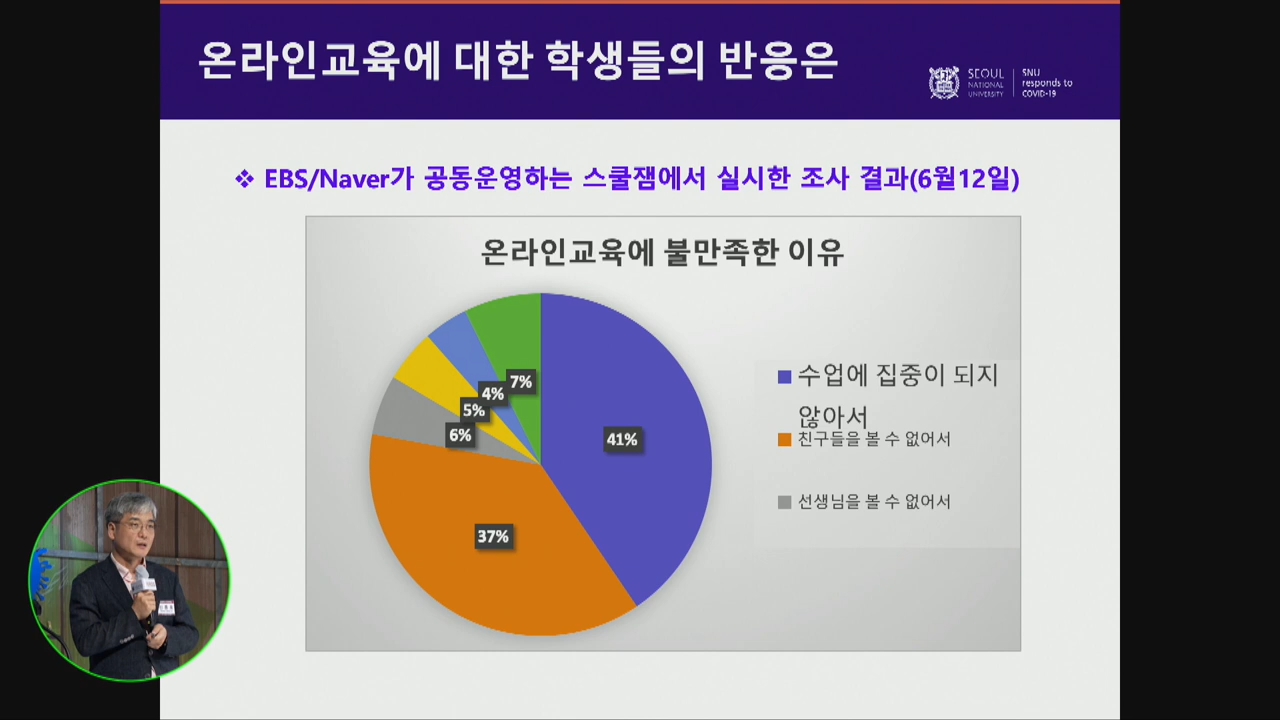 온라인교육에 대한 학생들의 반응은
SEOUL
NATIONAL
UNIVERSITY
SNU
responds to
COVID-19
❖ EBS/Naver가 공동운영하는 스쿨잼에서 실시한 조사 결과(6월12일)
온라인교육에 불만족한 이유
7%
4%
5%
6%
41%
37%
수업에 집중이 되지
않아서
친구들을 볼 수 없어서
선생님을 볼 수 없어서